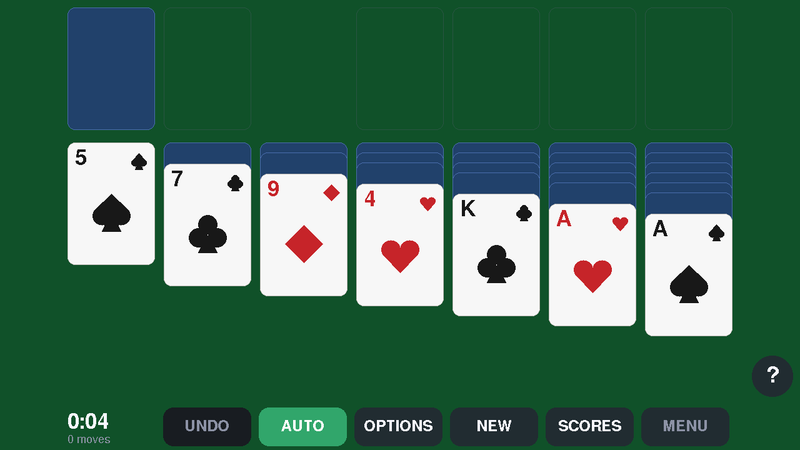 5
7
9
4
K
A
A
?
0:04
0 moves
UNDO
AUTO
OPTIONS
NEW
SCORES
MENU